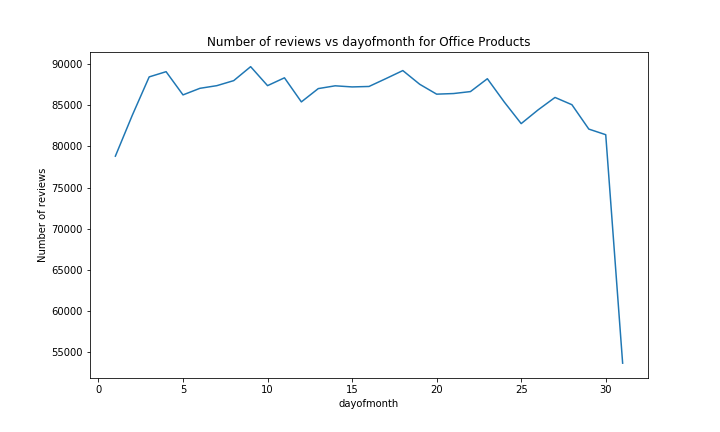 Number of reviews vs dayofmonth for Office Products
90000
85000
80000
75000
70000
65000
60000
55000
Number of reviews
0 5 10 15 20 25 30
dayofmonth